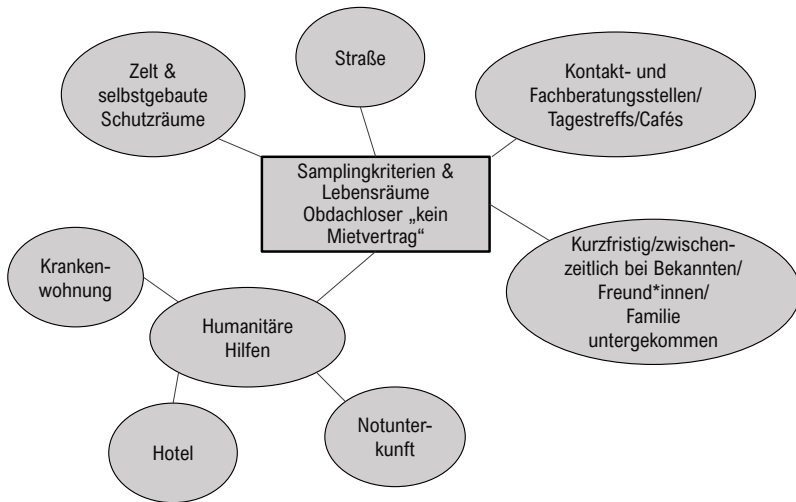 Straße
Zelt &
selbstgebaute
Schutzräume
Kontakt- und
Fachberatungsstellen/
Tagestreffs/Cafés
Samplingkriterien &
Lebensräume
Obdachloser „kein
Mietvertrag“
Kurzfristig/zwischen-
zeitlich bei Bekannten/
Freund*innen/
Familie
untergekommen
Kranken-
wohnung
Humanitäre
Hilfen
Hotel
Notunter-
kunft